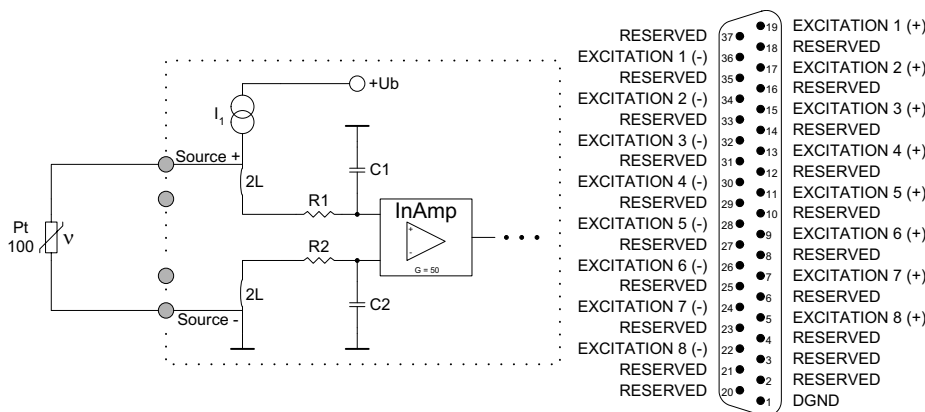 +Ub
I1
Source +
2L
C1
R1
InAmp
+
-
G = 50
Pt
100
ν
R2
2L
C2
Source -
RESERVED 37
EXCITATION 1 (-) 36
RESERVED 35
EXCITATION 2 (-) 34
RESERVED 33
EXCITATION 3 (-) 32
RESERVED 31
EXCITATION 4 (-) 30
RESERVED 29
EXCITATION 5 (-) 28
RESERVED 27
EXCITATION 6 (-) 26
RESERVED 25
EXCITATION 7 (-) 24
RESERVED 23
EXCITATION 8 (-) 22
RESERVED 21
RESERVED 20
19 EXCITATION 1 (+)
18 RESERVED
17 EXCITATION 2 (+)
16 RESERVED
15 EXCITATION 3 (+)
14 RESERVED
13 EXCITATION 4 (+)
12 RESERVED
11 EXCITATION 5 (+)
10 RESERVED
9 EXCITATION 6 (+)
8 RESERVED
7 EXCITATION 7 (+)
6 RESERVED
5 EXCITATION 8 (+)
4 RESERVED
3 RESERVED
2 RESERVED
1 DGND